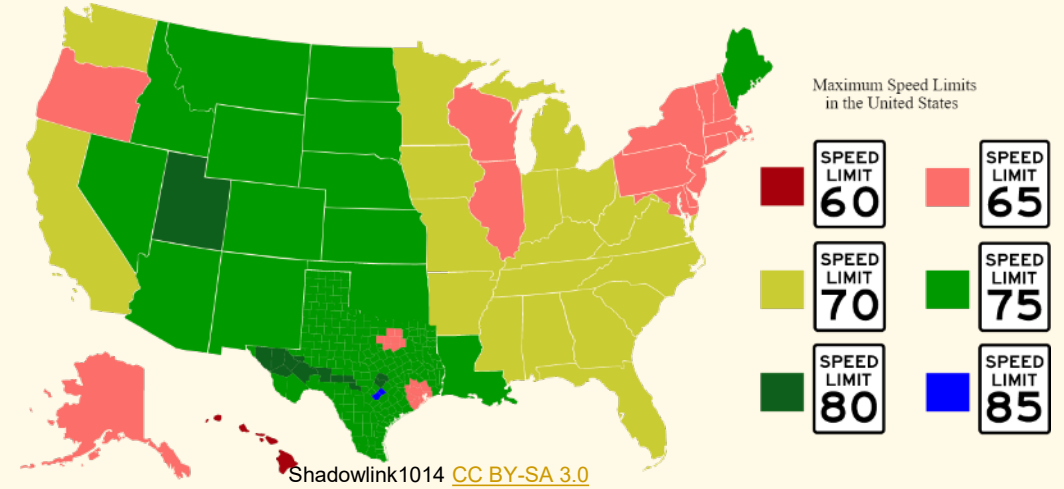 Maximum Speed Limits
in the United States
SPEED
LIMIT
60
SPEED
LIMIT
65
SPEED
LIMIT
70
SPEED
LIMIT
75
SPEED
LIMIT
80
SPEED
LIMIT
85
Shadowlink1014 CC BY-SA 3.0